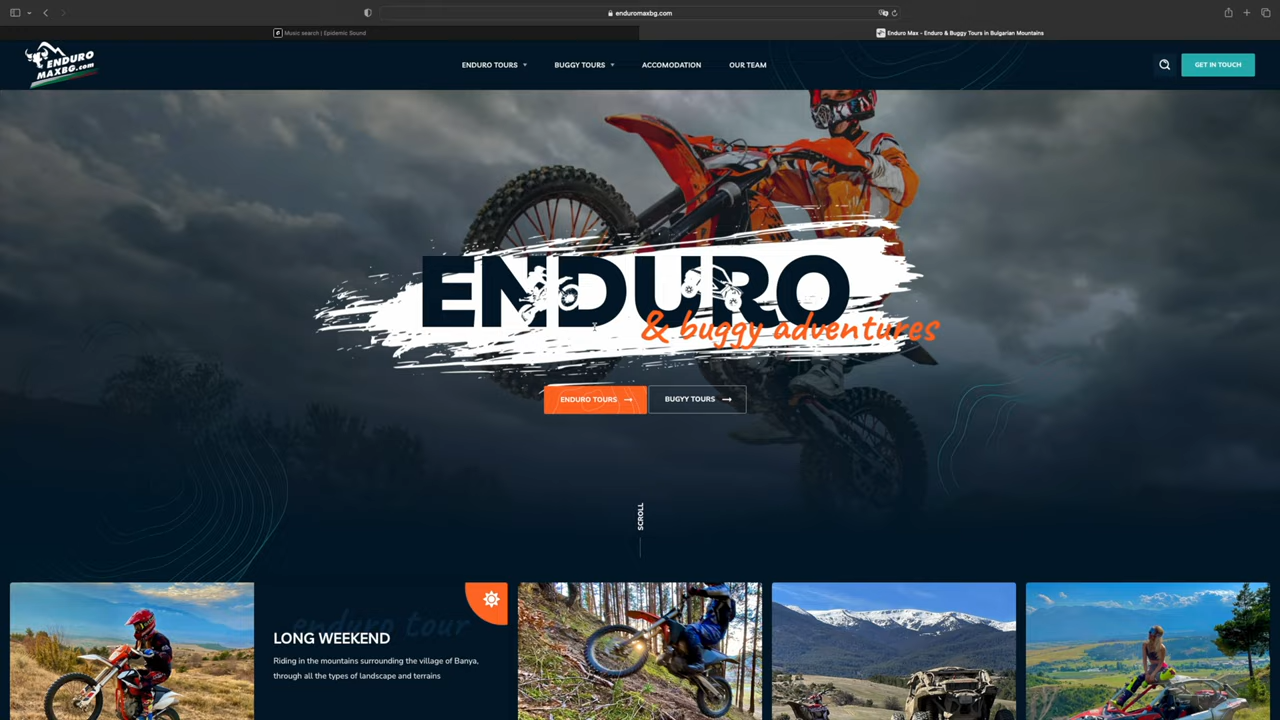 enduromaxbg.com
Music search | Epidemic Sound
Enduro Max - Enduro & Buggy Tours in Bulgarian Mountains
ENDURO
MAXBG.com
ENDURO TOURS
BUGGY TOURS
ACCOMODATION
OUR TEAM
GET IN TOUCH
ENDURO
& buggy adventures
ENDURO TOURS
BUGYY TOURS
SCROLL
enduro tour
LONG WEEKEND
Riding in the mountains surrounding the village of Banya,
through all the types of landscape and terrains